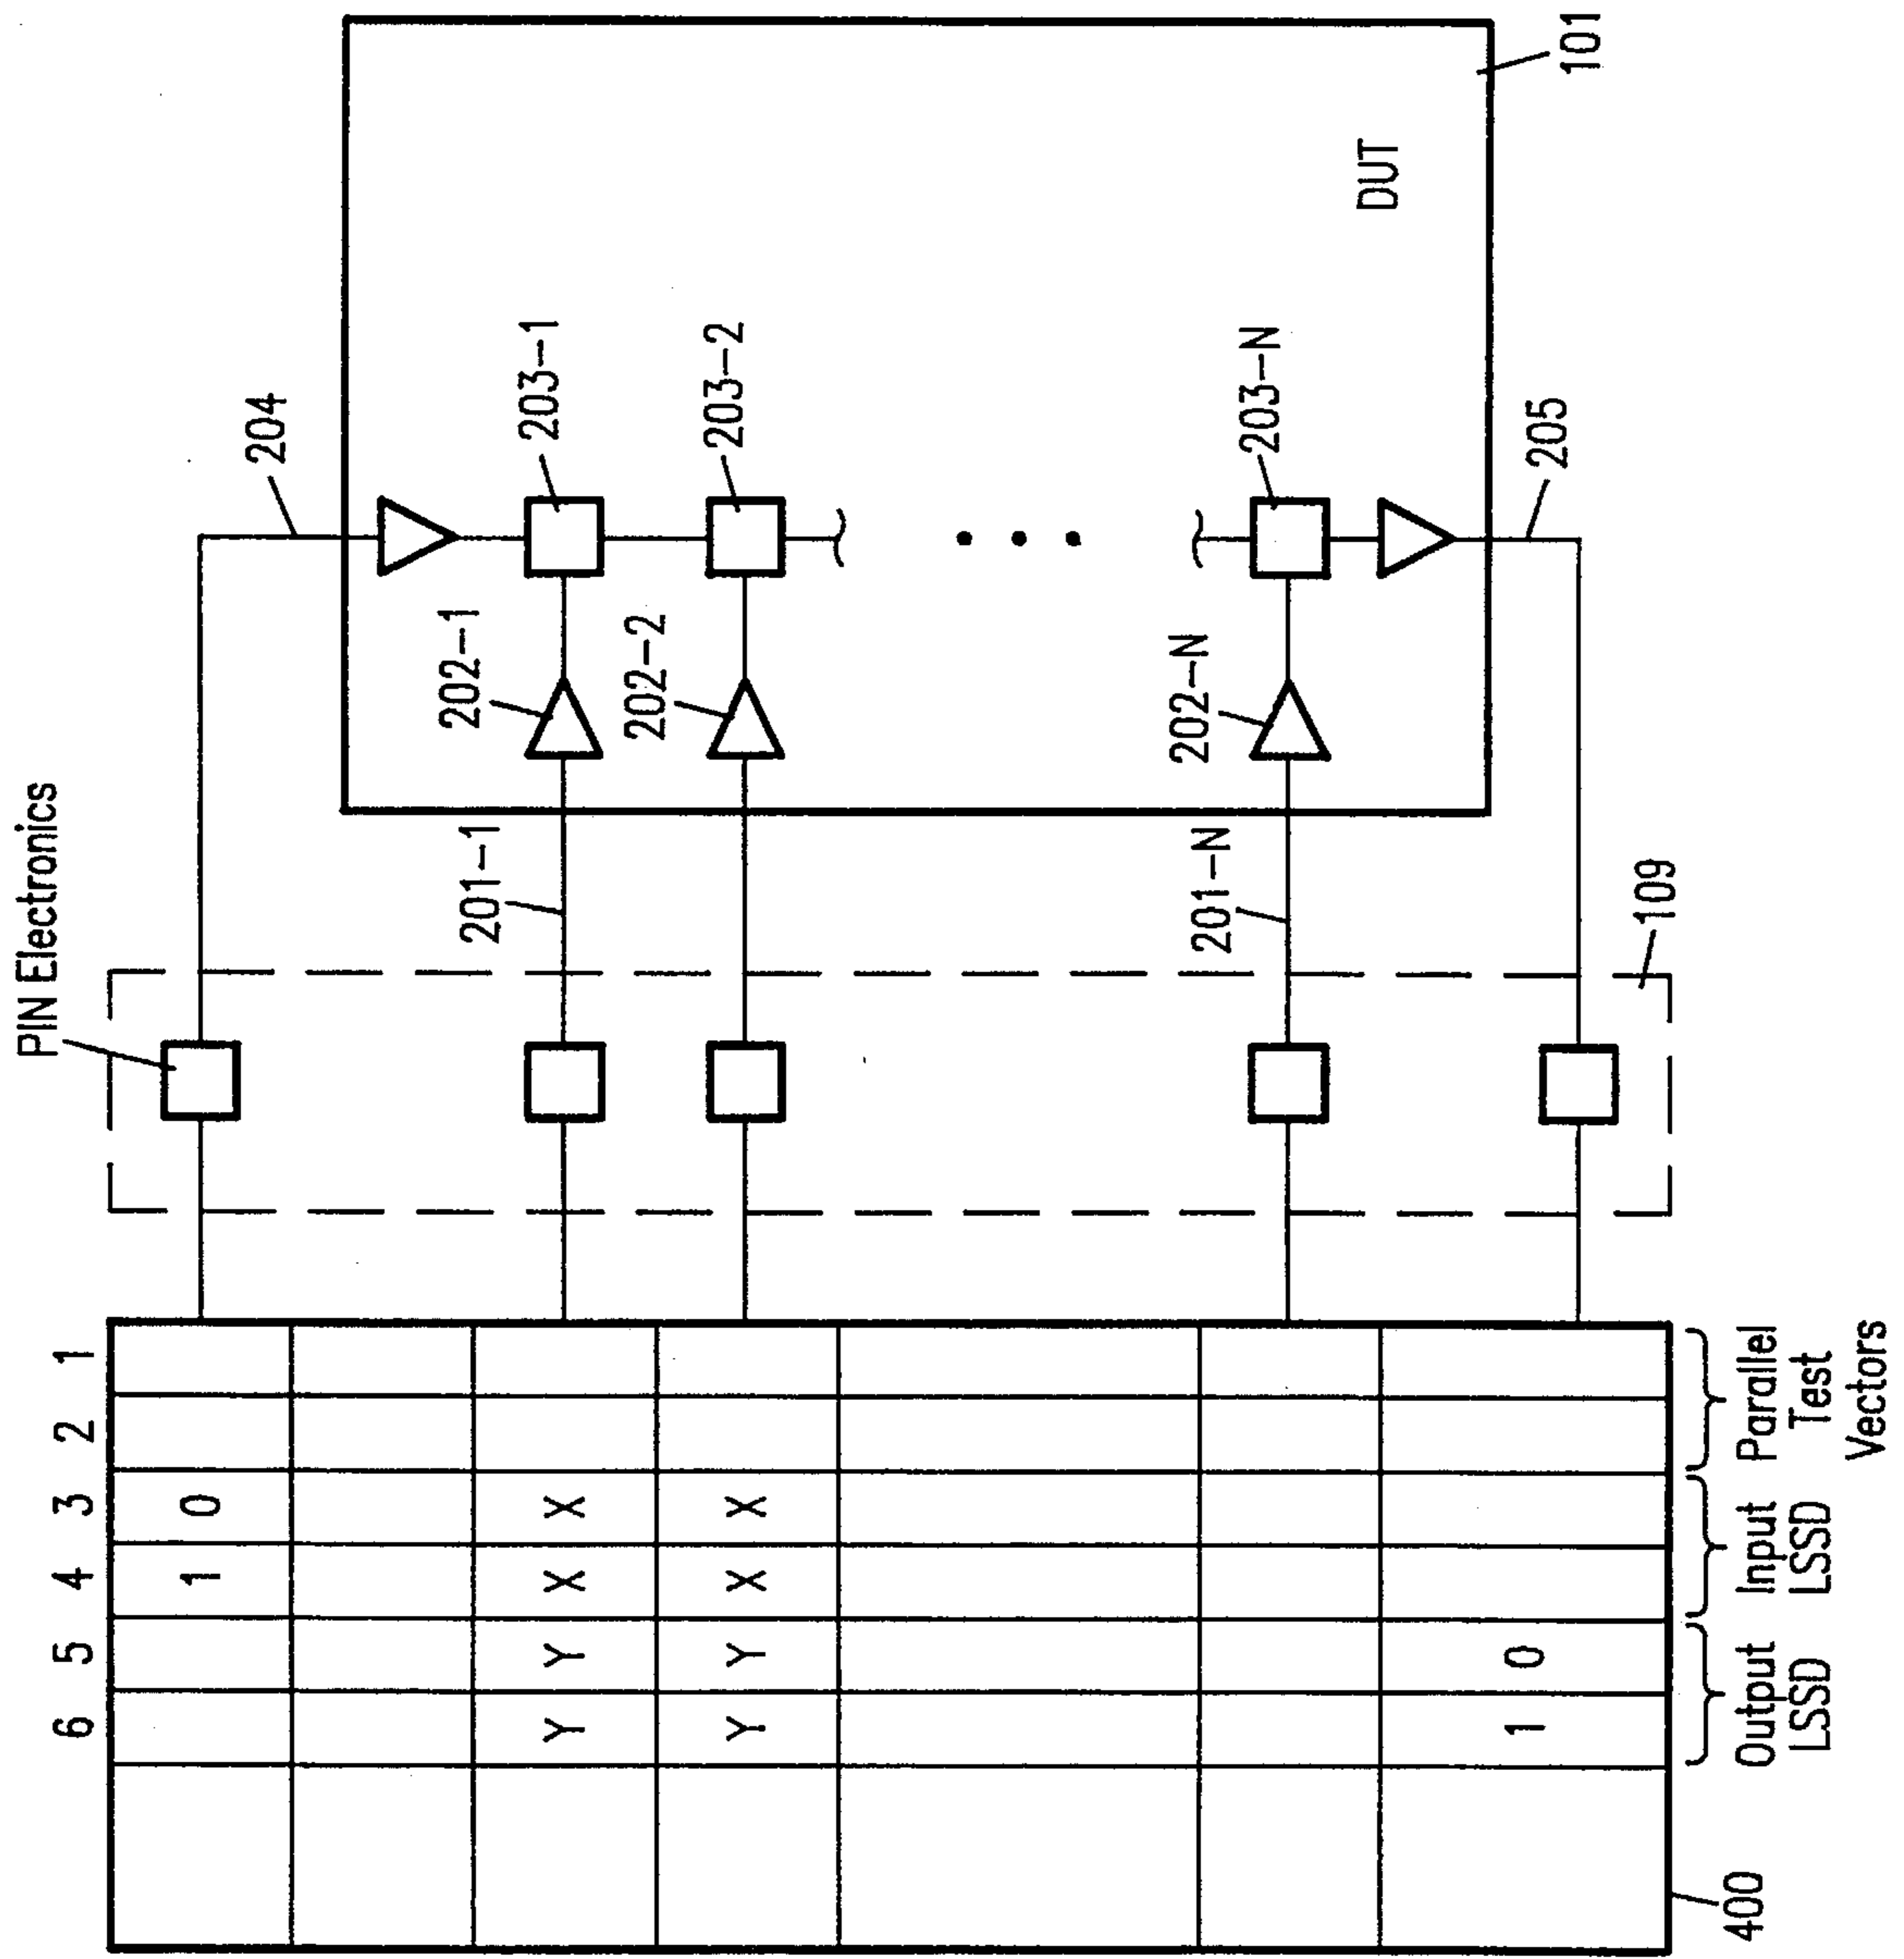 PIN Electronics
204
205
101
DUT
203-1
203-2
203-N
202-1
202-2
202-N
201-1
201-N
109
6 5 4 3 2 1
1 0
Y Y X X
Y Y X X
1 0
Output
LSSD
Input
LSSD
Parallel
Test
Vectors
400